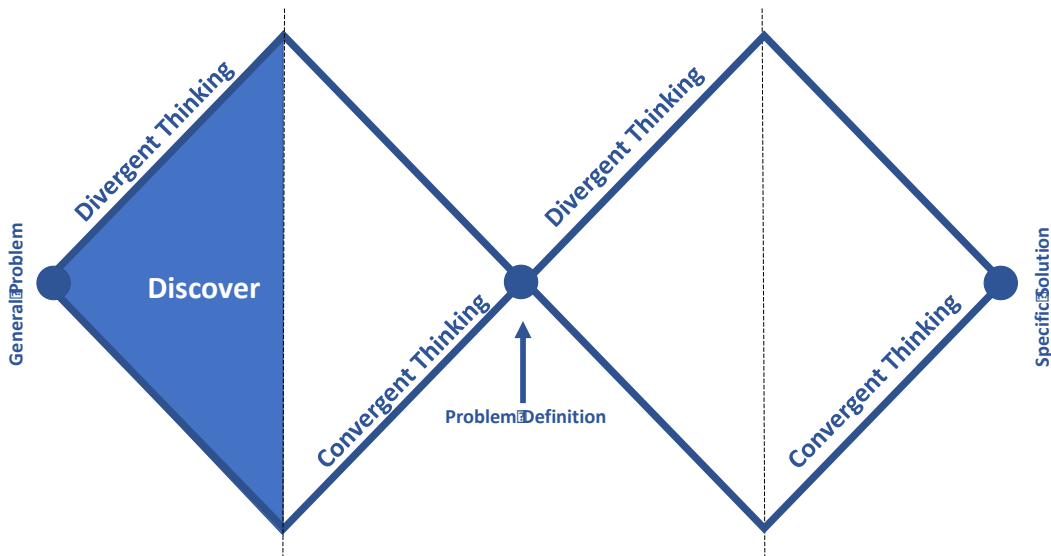 Divergent Thinking
Divergent Thinking
General Problem
Discover
Specific Solution
Convergent Thinking
Convergent Thinking
Problem Definition